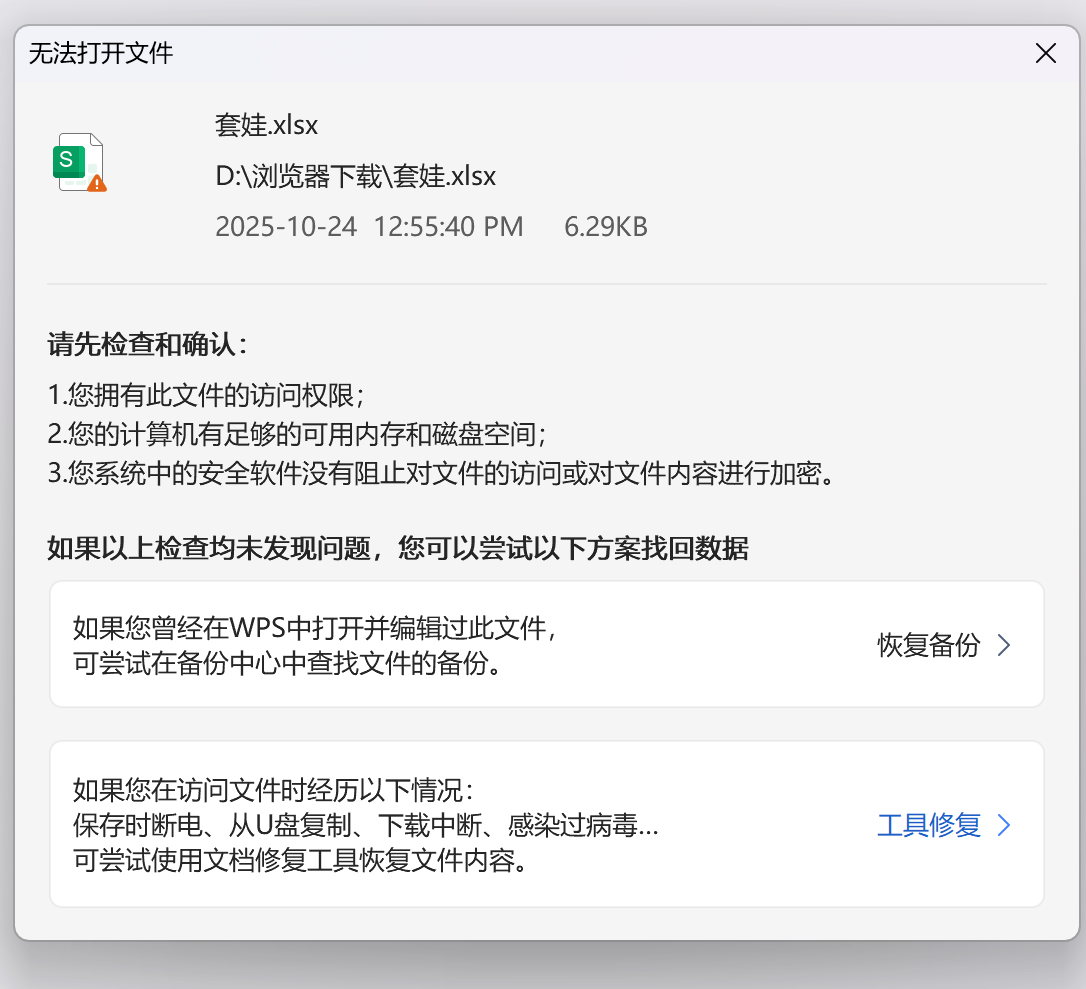 无法打开文件
套娃.xlsx
S
D:\浏览器下载\套娃.xlsx
2025-10-24 12:55:40 PM 6.29KB
请先检查和确认：
1.您拥有此文件的访问权限；
2.您的计算机有足够的可用内存和磁盘空间；
3.您系统中的安全软件没有阻止对文件的访问或对文件内容进行加密。
如果以上检查均未发现问题，您可以尝试以下方案找回数据
如果您曾经在WPS中打开并编辑过此文件，
可尝试在备份中心中查找文件的备份。
恢复备份
如果您在访问文件时经历以下情况：
保存时断电、从U盘复制、下载中断、感染过病毒...
可尝试使用文档修复工具恢复文件内容。
工具修复